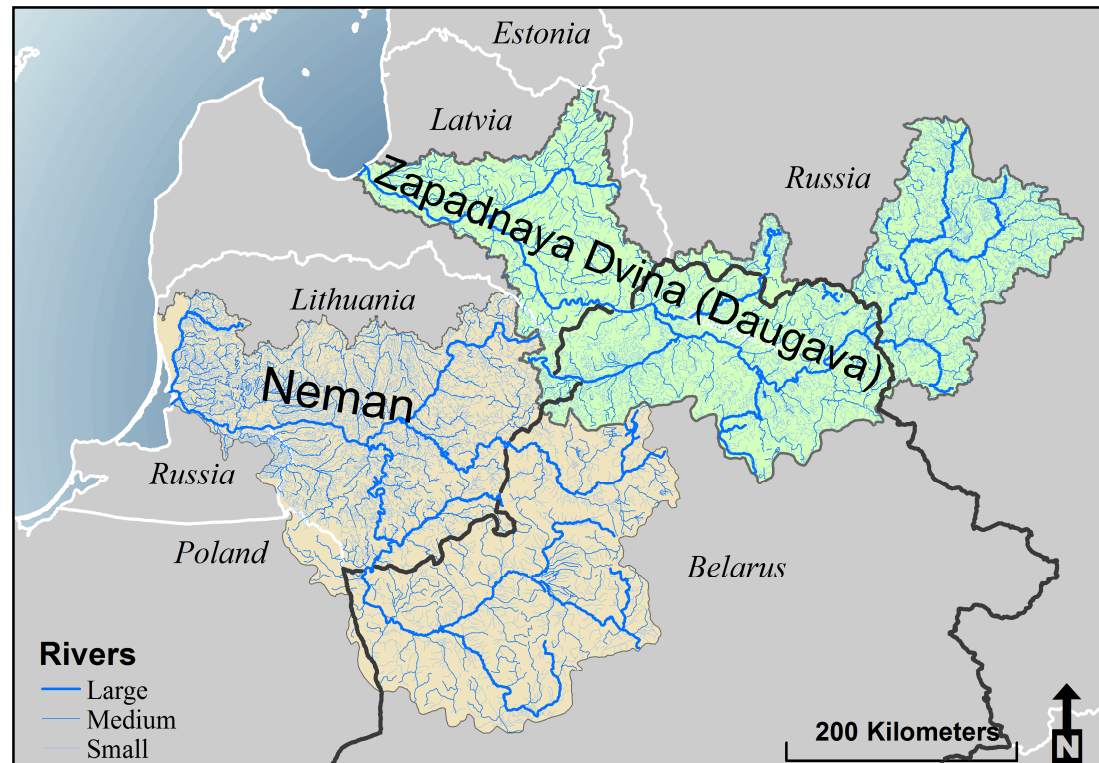 Estonia
Latvia
Russia
Zapadnaya Dvina (Daugava)
Lithuania
Neman
Russia
Poland
Belarus
Rivers
Large
Medium
Small
200 Kilometers
N